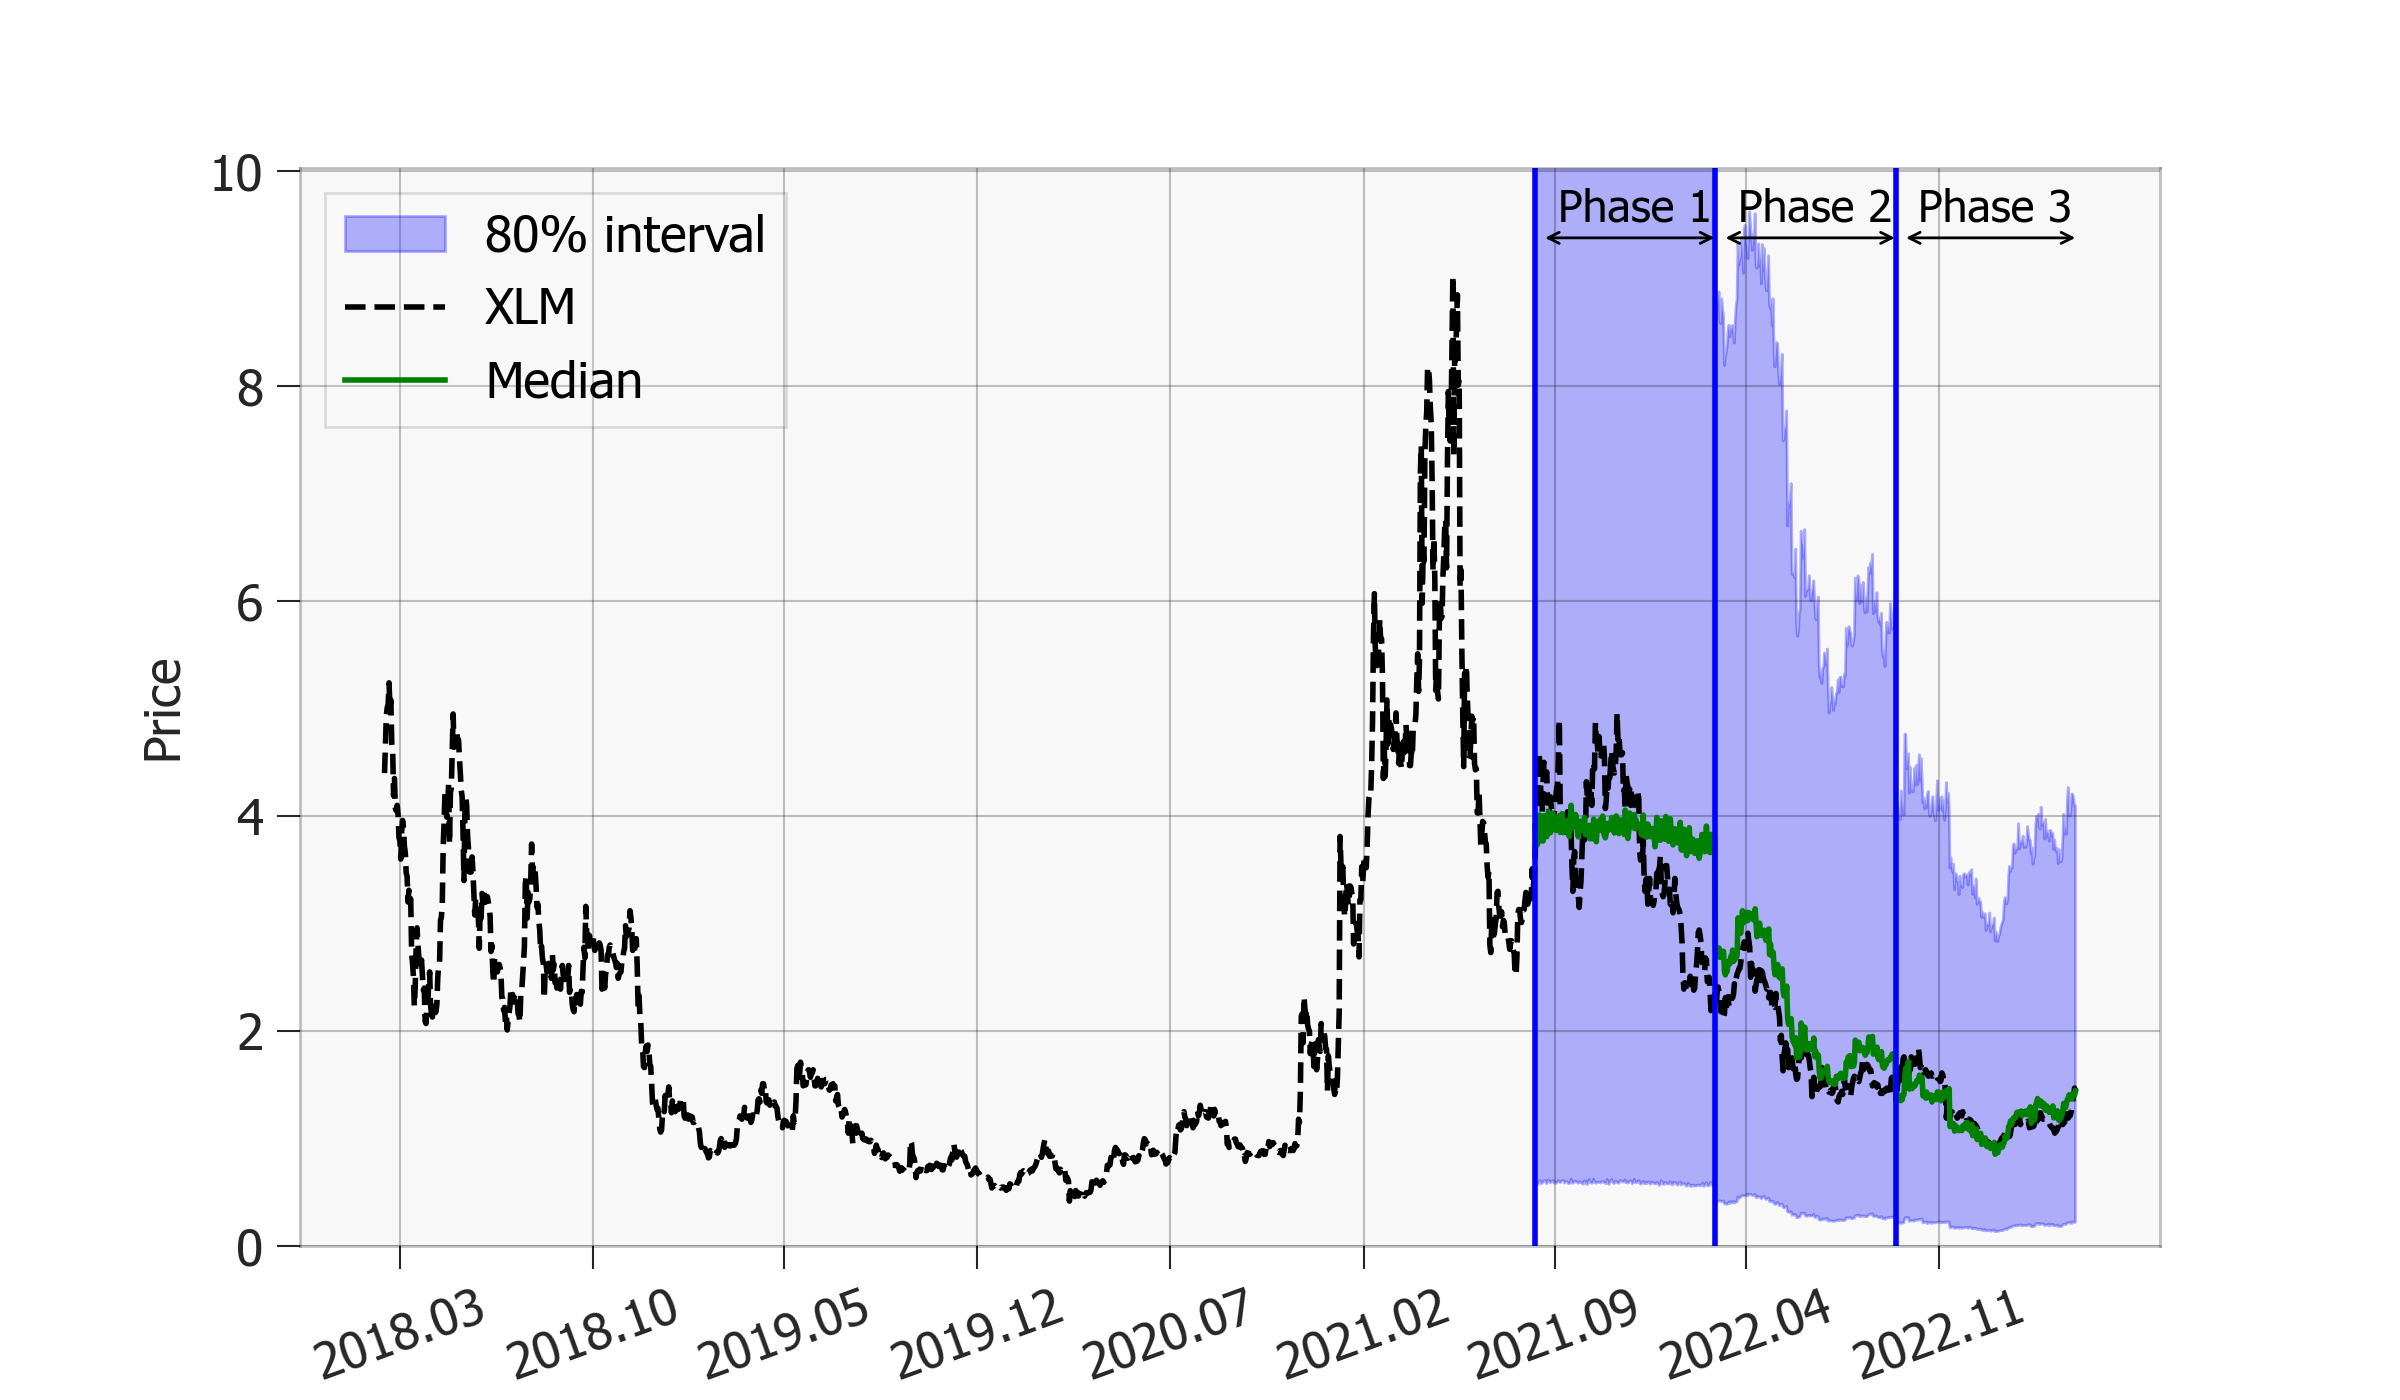 10
8
6
4
2
0
Price
80% interval
XLM
Median
Phase 1
Phase 2
Phase 3
2018.03
2018.10
2019.05
2019.12
2020.07
2021.02
2021.09
2022.04
2022.11